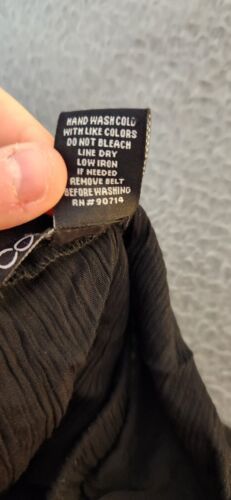 HAND WASH COLD
WITH LIKE COLORS
DO NOT BLEACH
LINE DRY
LOW IRON
IF NEEDED
REMOVE BELT
BEFORE WASHING
RN#90714